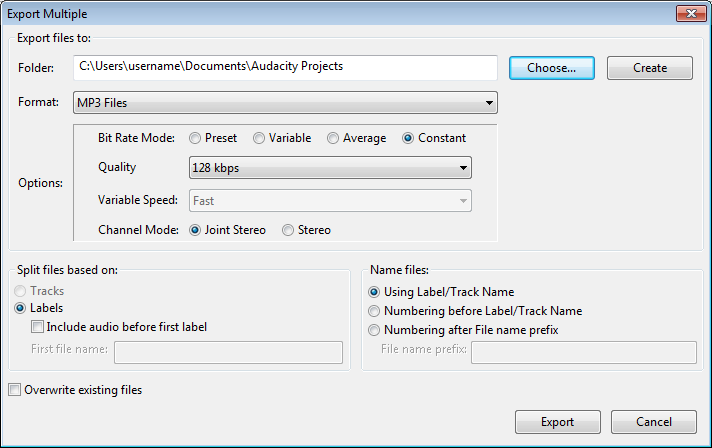 Export Multiple
Export files to:
Folder: C:\Users\username\Documents\Audacity Projects Choose... Create
Format: MP3 Files
Options:
Bit Rate Mode: Preset Variable Average Constant
Quality 128 kbps
Variable Speed: Fast
Channel Mode: Joint Stereo Stereo
Split files based on:
Tracks
Labels
Include audio before first label
First file name:
Name files:
Using Label/Track Name
Numbering before Label/Track Name
Numbering after File name prefix
File name prefix:
Overwrite existing files
Export Cancel